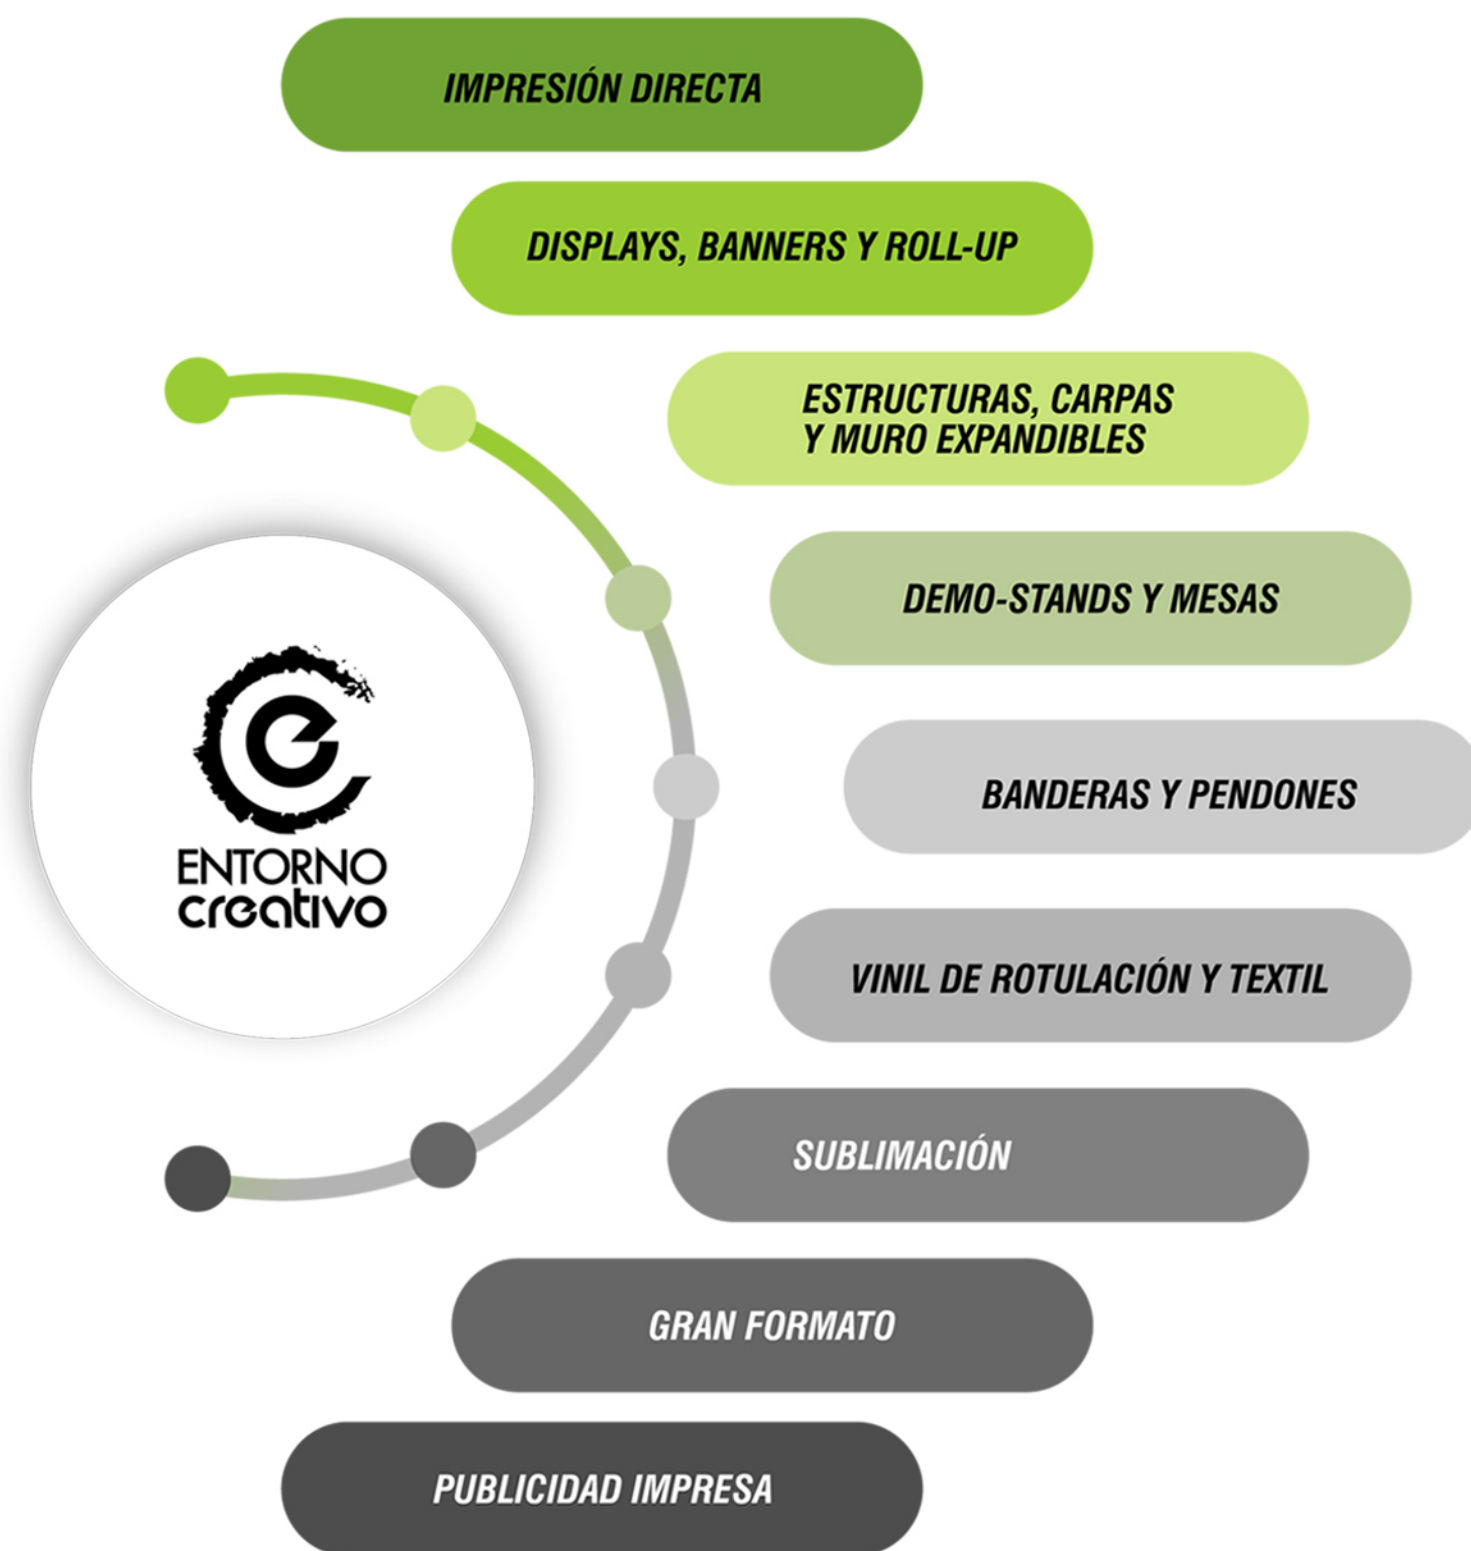 IMPRESIÓN DIRECTA
DISPLAYS, BANNERS Y ROLL-UP
ESTRUCTURAS, CARPAS
Y MURO EXPANDIBLES
DEMO-STANDS Y MESAS
BANDERAS Y PENDONES
ENTORNO
creativo
VINIL DE ROTULACIÓN Y TEXTIL
SUBLIMACIÓN
GRAN FORMATO
PUBLICIDAD IMPRESA